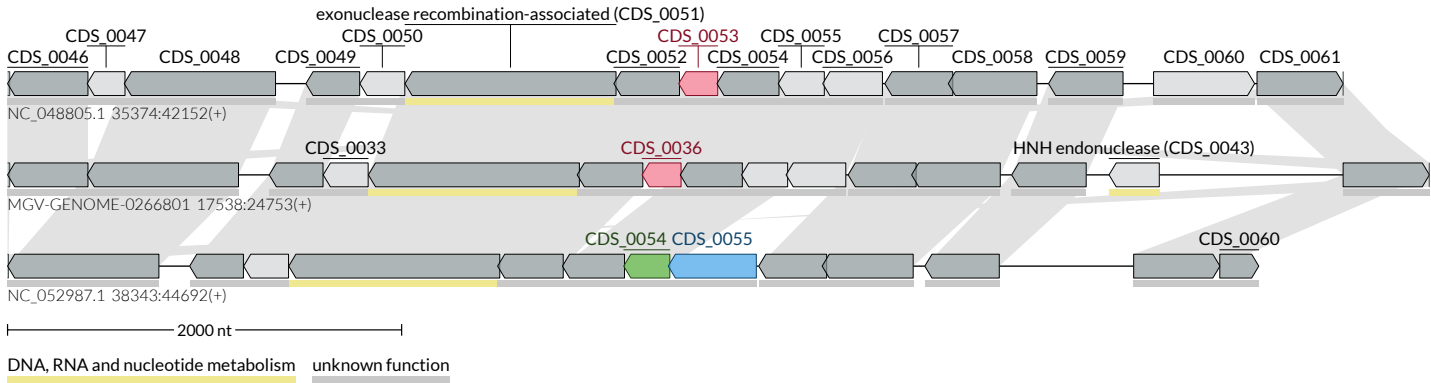 exonuclease recombination-associated (CDS_0051)
CDS_0047 CDS_0050 CDS_0053 CDS_0055 CDS_0057
CDS_0046 CDS_0048 CDS_0049 CDS_0052 CDS_0054 CDS_0056 CDS_0058 CDS_0059 CDS_0060 CDS_0061
NC_048805.1 35374:42152(+)
CDS_0033 CDS_0036 HNH endonuclease (CDS_0043)
MGV-GENOME-0266801 17538:24753(+)
CDS_0054 CDS_0055 CDS_0060
NC_052987.1 38343:44692(+)
2000 nt
DNA, RNA and nucleotide metabolism unknown function